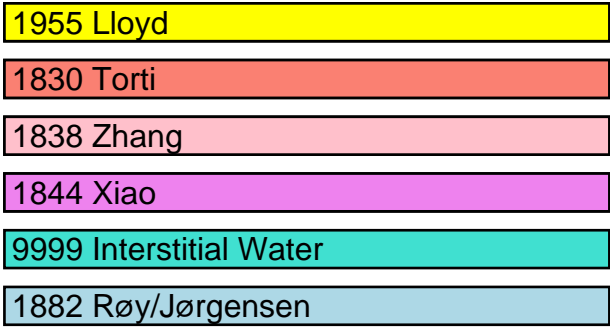 1955 Lloyd
1830 Torti
1838 Zhang
1844 Xiao
9999 Interstitial Water
1882 Røy/Jørgensen